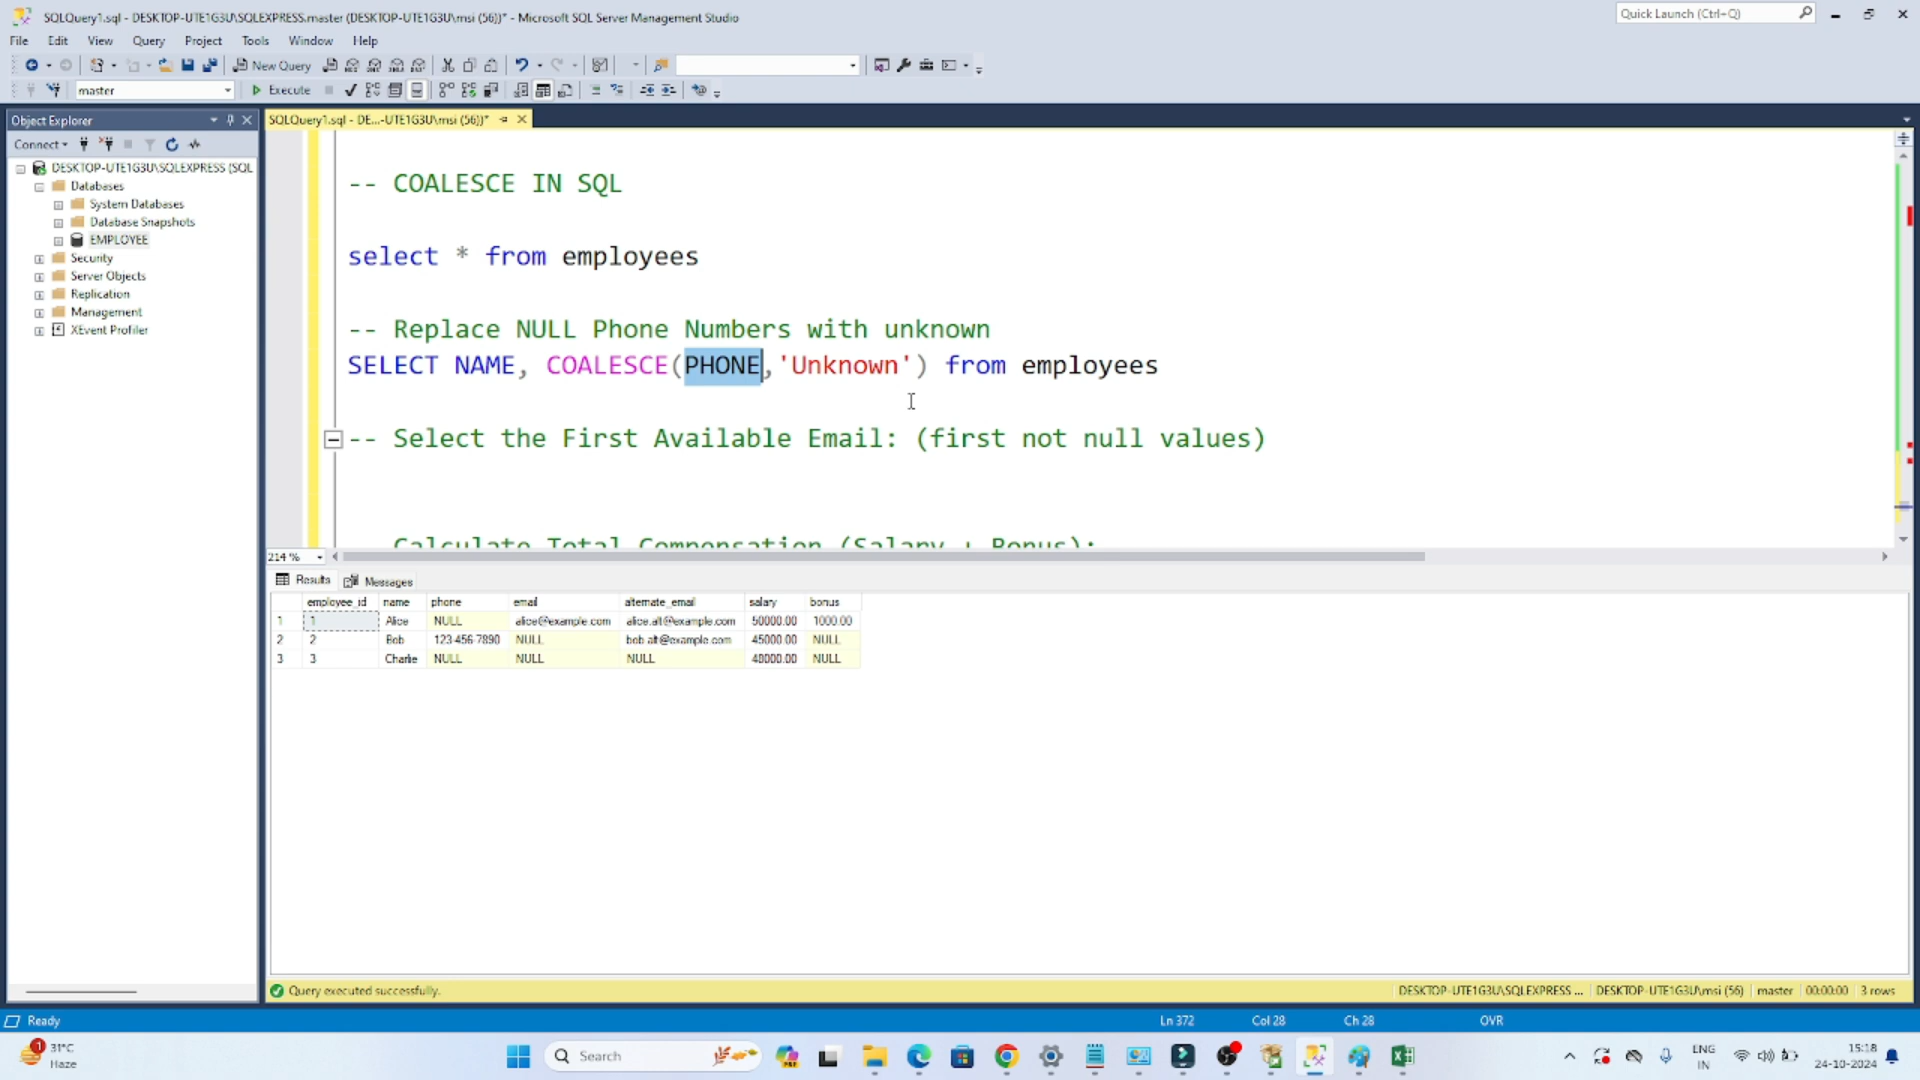 SQLQuery1.sql - DESKTOP-UTE1G3U\SQLEXPRESS.master (DESKTOP-UTE1G3U\msi (56))* - Microsoft SQL Server Management Studio
Quick Launch (Ctrl+Q)
File Edit View Query Project Tools Window Help
New Query
master
Execute
Object Explorer
SQLQuery1.sql - DE...-UTE1G3U\msi (56))*
Connect
DESKTOP-UTE1G3U\SQLEXPRESS (SQL
Databases
System Databases
Database Snapshots
EMPLOYEE
Security
Server Objects
Replication
Management
XEvent Profiler
-- COALESCE IN SQL
select * from employees
-- Replace NULL Phone Numbers with unknown
SELECT NAME, COALESCE(PHONE,'Unknown') from employees
-- Select the First Available Email: (first not null values)
Calculate Total Compensation (Salary + Bonus):
214 %
Results Messages
employee_id name phone email alternate_email salary bonus
1 1 Alice NULL alice@example.com alice.alt@example.com 50000.00 1000.00
2 2 Bob 123-456-7890 NULL bob.alt@example.com 45000.00 NULL
3 3 Charlie NULL NULL NULL 48000.00 NULL
Query executed successfully.
DESKTOP-UTE1G3U\SQLEXPRESS ... DESKTOP-UTE1G3U\msi (56) master 00:00:00 3 rows
Ready
Ln 372 Col 28 Ch 28 OVR
1
31°C
Haze
Search
ENG
IN
15:18
24-10-2024